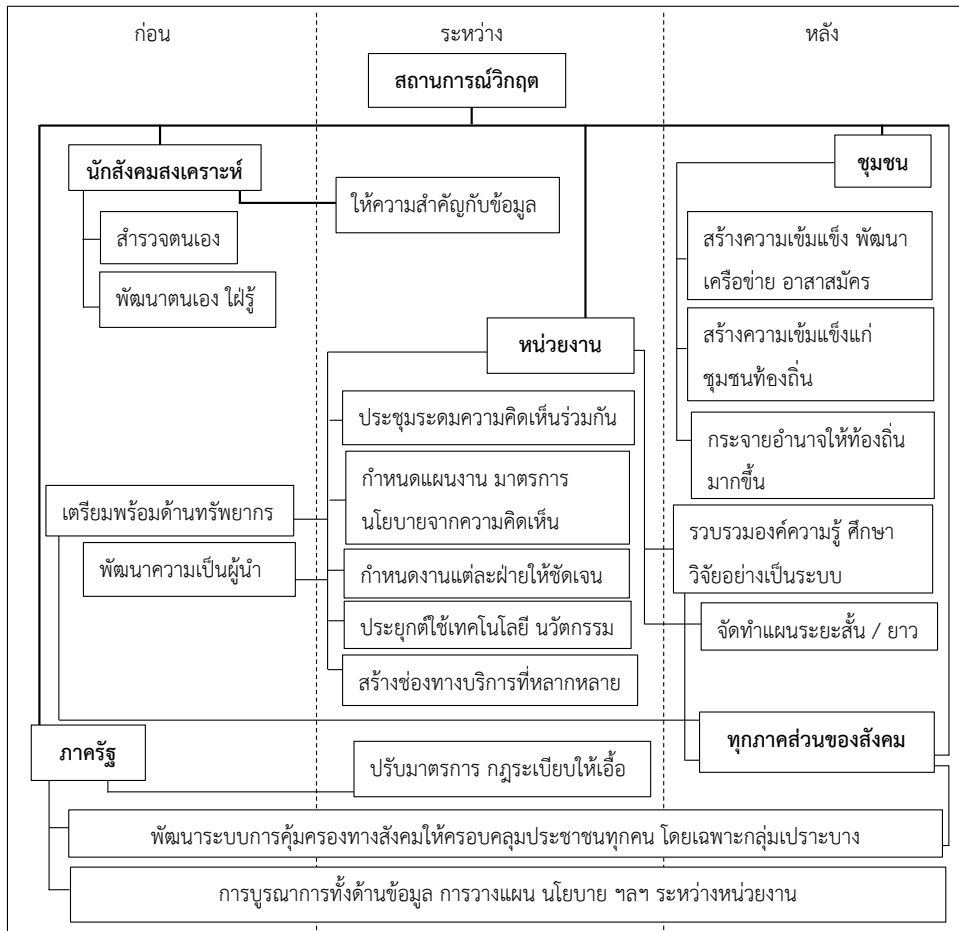 ก่อน
ระหว่าง
หลัง
สถานการณ์วิกฤต
นักสังคมสงเคราะห์
ชุมชน
ให้ความสำคัญกับข้อมูล
สำรวจตนเอง
พัฒนาตนเอง ใฝ่รู้
สร้างความเข้มแข็ง พัฒนา
เครือข่าย อาสาสมัคร
หน่วยงาน
สร้างความเข้มแข็งแก่
ชุมชนท้องถิ่น
ประชุมระดมความคิดเห็นร่วมกัน
กระจายอำนาจให้ท้องถิ่น
มากขึ้น
กำหนดแผนงาน มาตรการ
นโยบายจากความคิดเห็น
เตรียมพร้อมด้านทรัพยากร
รวบรวมองค์ความรู้ ศึกษา
วิจัยอย่างเป็นระบบ
พัฒนาความเป็นผู้นำ
กำหนดงานแต่ละฝ่ายให้ชัดเจน
ประยุกต์ใช้เทคโนโลยี นวัตกรรม
จัดทำแผนระยะสั้น / ยาว
สร้างช่องทางบริการที่หลากหลาย
ภาครัฐ
ทุกภาคส่วนของสังคม
ปรับมาตรการ กฎระเบียบให้เอื้อ
พัฒนาระบบการคุ้มครองทางสังคมให้ครอบคลุมประชาชนทุกคน โดยเฉพาะกลุ่มเปราะบาง
การบูรณาการทั้งด้านข้อมูล การวางแผน นโยบาย ฯลฯ ระหว่างหน่วยงาน